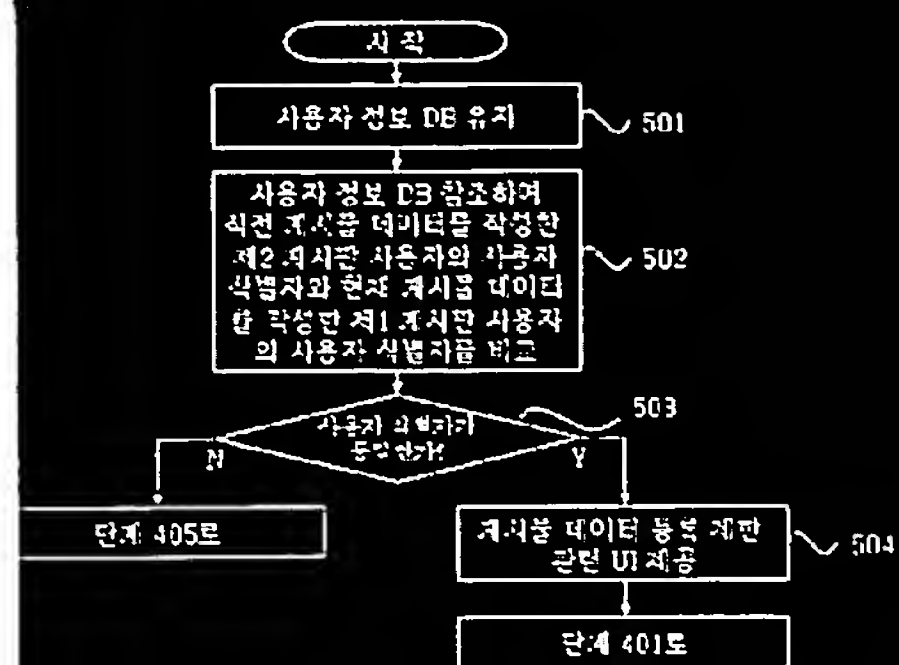 시 작
사용자 정보 DB 유지
501
사용자 정보 DB 참조하여
직전 게시물 데이터를 작성한
제2 게시판 사용자의 사용자
식별자와 현재 게시물 데이터
를 작성한 제1 게시판 사용자
의 사용자 식별자를 비교
502
503
사용자 식별자가
동일한가?
N
Y
단계 405로
게시물 데이터 등록 제한
관련 UI 제공
504
단계 401로